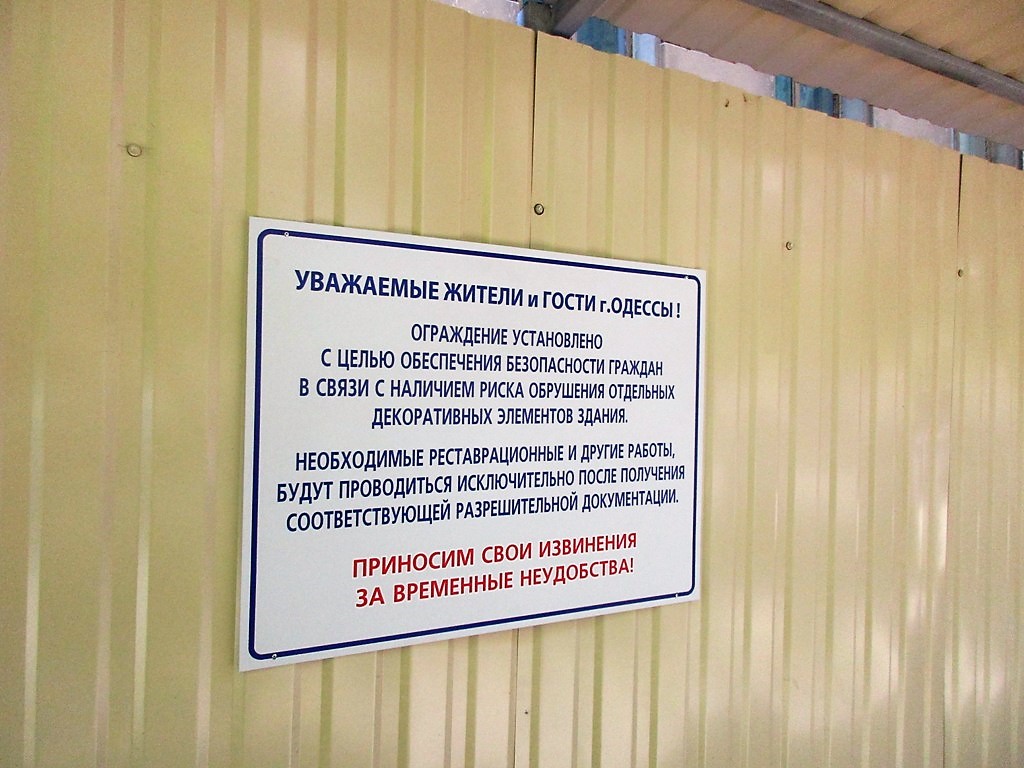 УВАЖАЕМЫЕ ЖИТЕЛИ и ГОСТИ г.ОДЕССЫ !
ОГРАЖДЕНИЕ УСТАНОВЛЕНО
С ЦЕЛЬЮ ОБЕСПЕЧЕНИЯ БЕЗОПАСНОСТИ ГРАЖДАН
В СВЯЗИ С НАЛИЧИЕМ РИСКА ОБРУШЕНИЯ ОТДЕЛЬНЫХ
ДЕКОРАТИВНЫХ ЭЛЕМЕНТОВ ЗДАНИЯ.
НЕОБХОДИМЫЕ РЕСТАВРАЦИОННЫЕ И ДРУГИЕ РАБОТЫ,
БУДУТ ПРОВОДИТЬСЯ ИСКЛЮЧИТЕЛЬНО ПОСЛЕ ПОЛУЧЕНИЯ
СООТВЕТСТВУЮЩЕЙ РАЗРЕШИТЕЛЬНОЙ ДОКУМЕНТАЦИИ.
ПРИНОСИМ СВОИ ИЗВИНЕНИЯ
ЗА ВРЕМЕННЫЕ НЕУДОБСТВА!